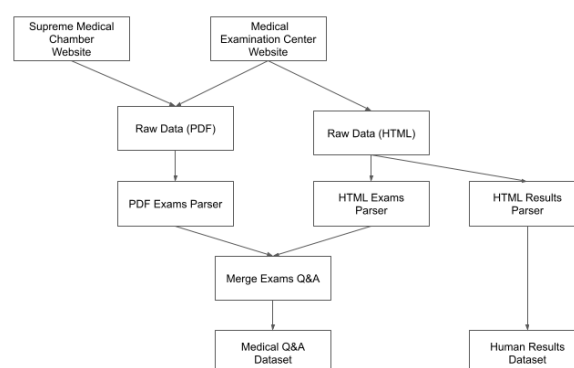 Supreme Medical
Chamber
Website
Medical
Examination Center
Website
Raw Data (PDF)
Raw Data (HTML)
PDF Exams Parser
HTML Exams
Parser
HTML Results
Parser
Merge Exams Q&A
Medical Q&A
Dataset
Human Results
Dataset